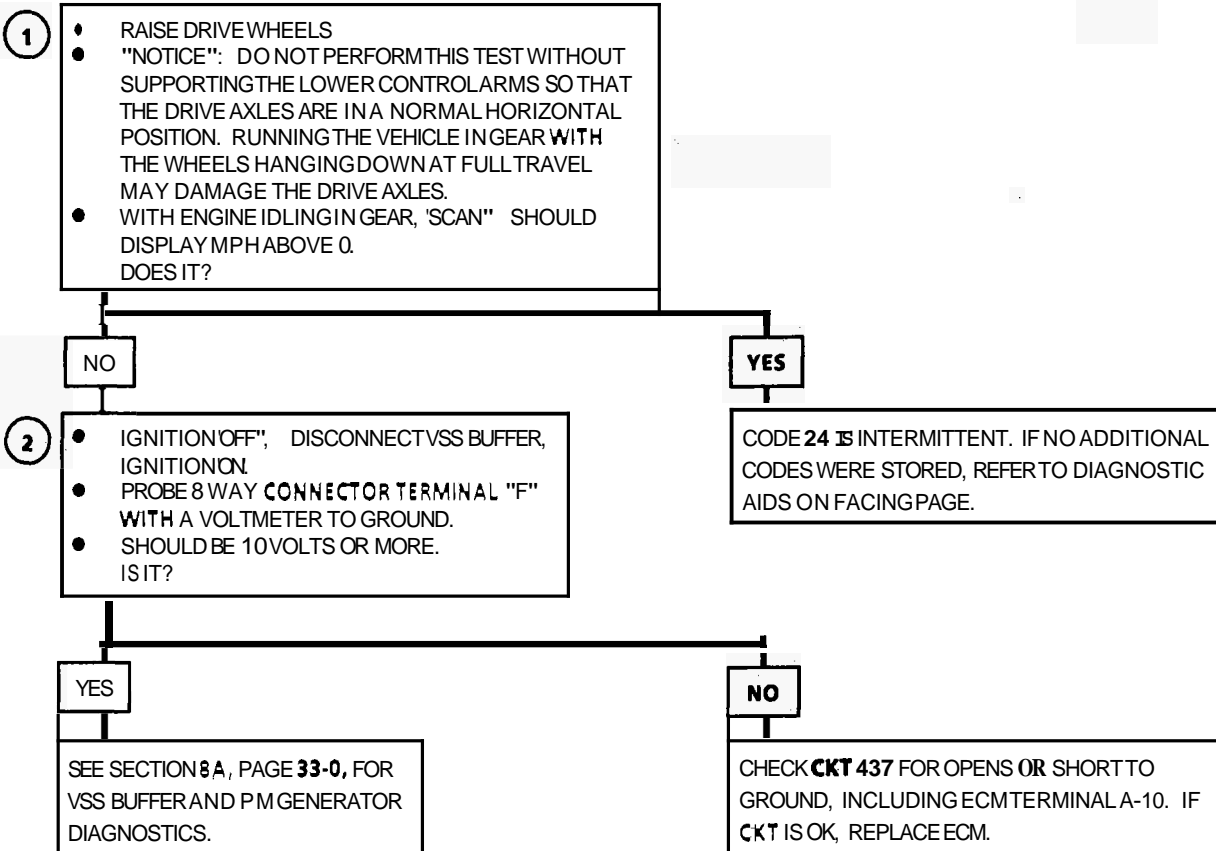 1
• RAISE DRIVE WHEELS
• "NOTICE": DO NOT PERFORM THIS TEST WITHOUT
SUPPORTING THE LOWER CONTROL ARMS SO THAT
THE DRIVE AXLES ARE IN A NORMAL HORIZONTAL
POSITION. RUNNING THE VEHICLE IN GEAR WITH
THE WHEELS HANGING DOWN AT FULL TRAVEL
MAY DAMAGE THE DRIVE AXLES.
• WITH ENGINE IDLING IN GEAR, 'SCAN" SHOULD
DISPLAY MPH ABOVE 0.
DOES IT?
NO
YES
2
• IGNITION 'OFF", DISCONNECT VSS BUFFER,
IGNITION 'ON.
• PROBE 8 WAY CONNECTOR TERMINAL "F"
WITH A VOLTMETER TO GROUND.
• SHOULD BE 10 VOLTS OR MORE.
IS IT?
CODE 24 IS INTERMITTENT. IF NO ADDITIONAL
CODES WERE STORED, REFER TO DIAGNOSTIC
AIDS ON FACING PAGE.
YES
NO
SEE SECTION 8A, PAGE 33-0, FOR
VSS BUFFER AND PM GENERATOR
DIAGNOSTICS.
CHECK CKT 437 FOR OPENS OR SHORT TO
GROUND, INCLUDING ECM TERMINAL A-10. IF
CKT IS OK, REPLACE ECM.